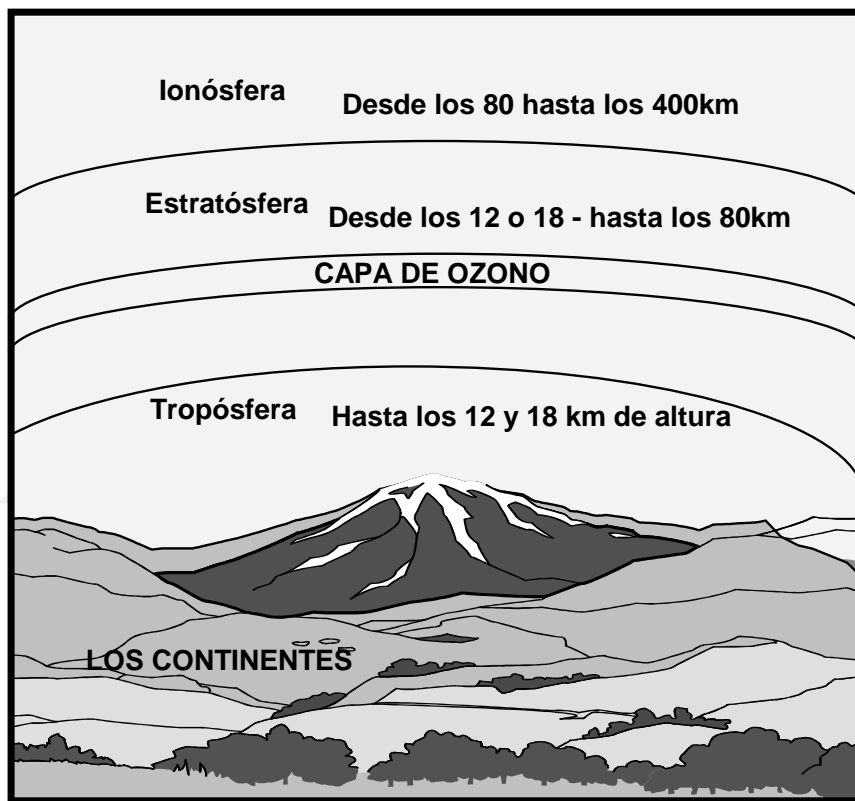 Ionósfera
Desde los 80 hasta los 400km
Estratósfera
Desde los 12 o 18 - hasta los 80km
CAPA DE OZONO
Tropósfera
Hasta los 12 y 18 km de altura
LOS CONTINENTES